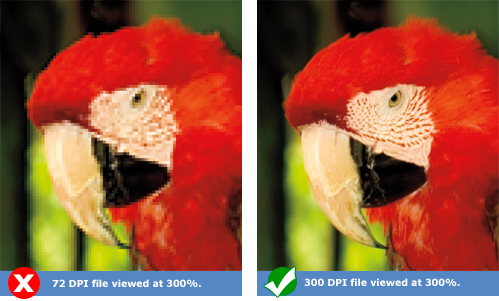 72 DPI file viewed at 300%.
300 DPI file viewed at 300%.